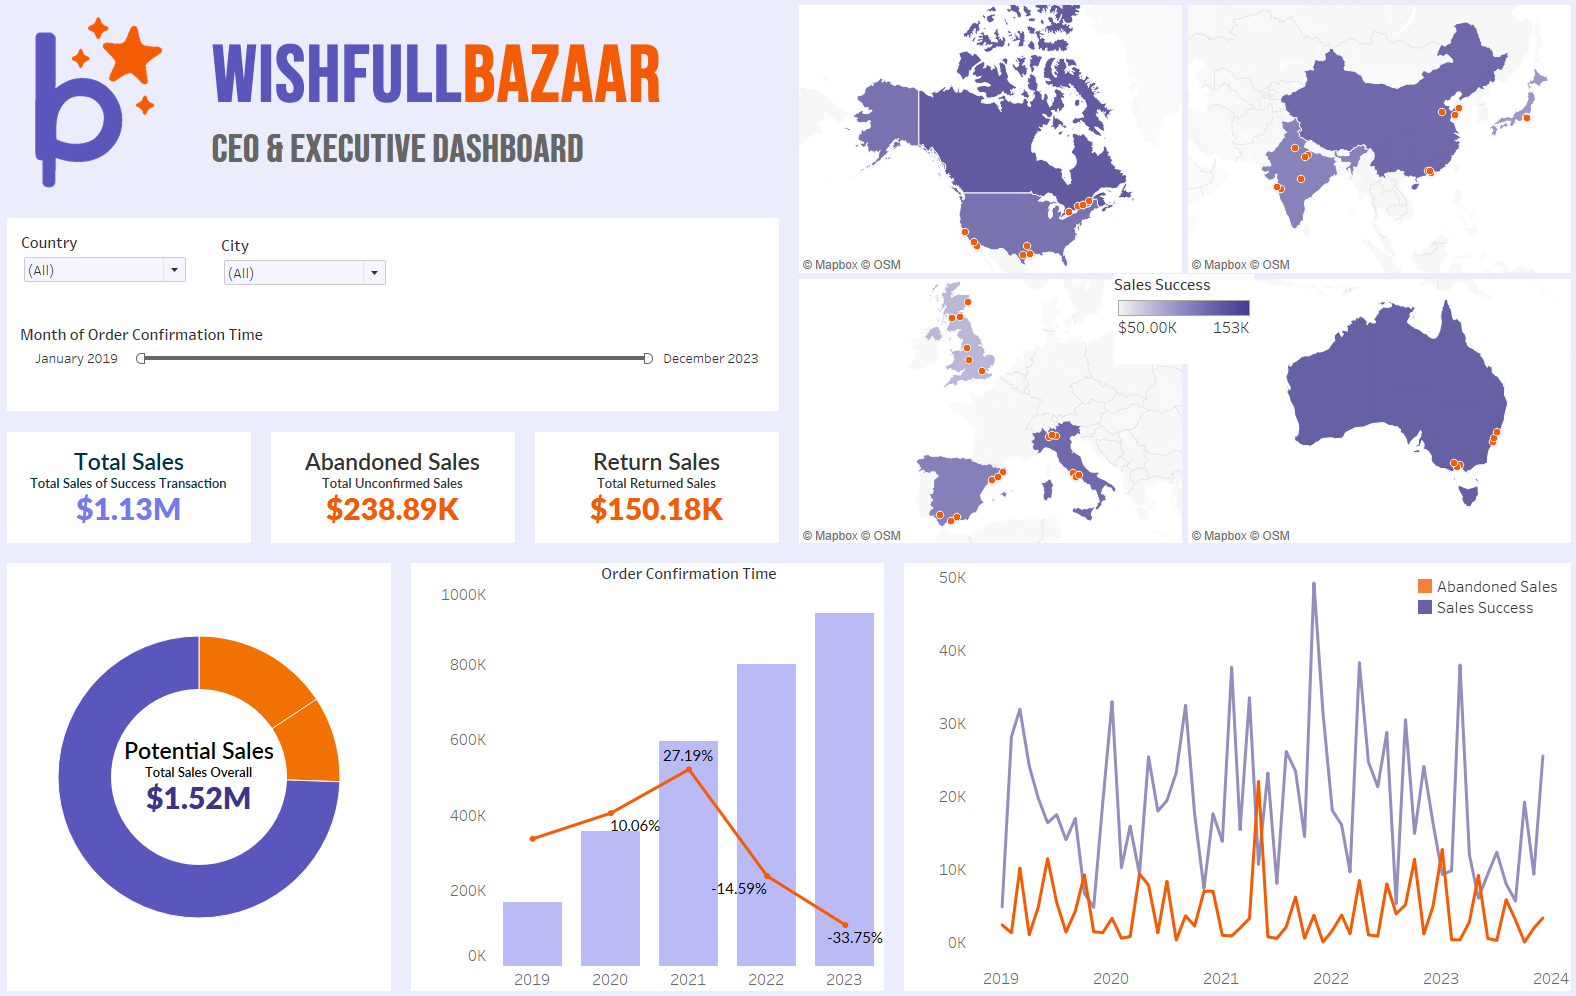 WISHFULLBAZAAR
CEO & EXECUTIVE DASHBOARD
Country
(All)
City
(All)
Month of Order Confirmation Time
January 2019
December 2023
Total Sales
Total Sales of Success Transaction
$1.13M
Abandoned Sales
Total Unconfirmed Sales
$238.89K
Return Sales
Total Returned Sales
$150.18K
© Mapbox © OSM
© Mapbox © OSM
Sales Success
$50.00K 153K
© Mapbox © OSM
© Mapbox © OSM
Potential Sales
Total Sales Overall
$1.52M
Order Confirmation Time
1000K
800K
600K
400K
200K
0K
27.19%
10.06%
-14.59%
-33.75%
2019 2020 2021 2022 2023
50K
40K
30K
20K
10K
0K
Abandoned Sales
Sales Success
2019 2020 2021 2022 2023 2024